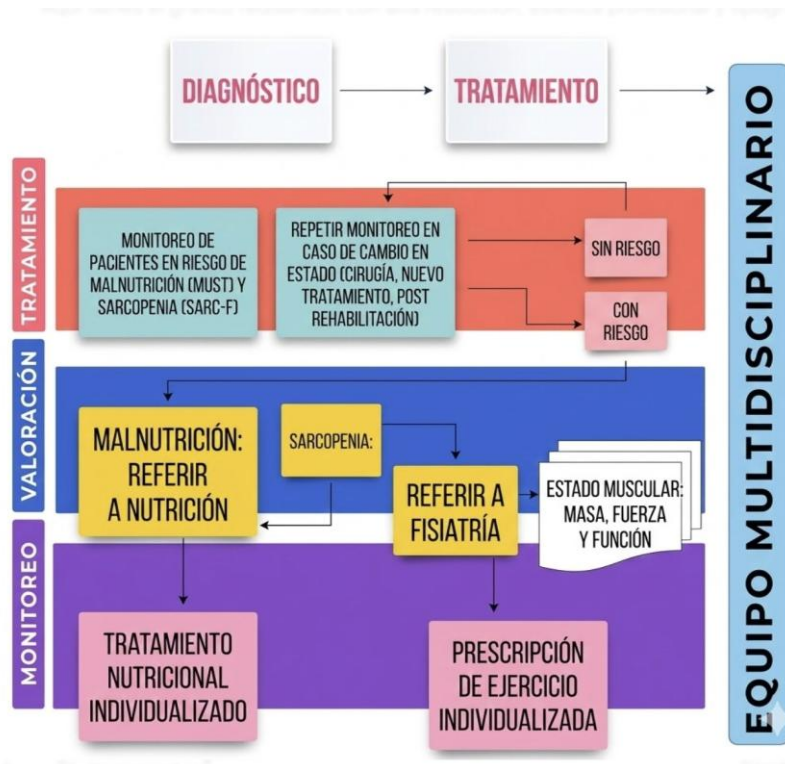 DIAGNÓSTICO
TRATAMIENTO
EQUIPO MULTIDISCIPLINARIO
TRATAMIENTO
MONITOREO DE
PACIENTES EN RIESGO DE
MALNUTRICIÓN (MUST) Y
SARCOPENIA (SARC-F)
REPETIR MONITOREO EN
CASO DE CAMBIO EN
ESTADO (CIRUGÍA, NUEVO
TRATAMIENTO, POST
REHABILITACIÓN)
SIN RIESGO
CON
RIESGO
VALORACIÓN
MALNUTRICIÓN:
REFERIR
A NUTRICIÓN
SARCOPENIA:
REFERIR A
FISIATRÍA
ESTADO MUSCULAR:
MASA, FUERZA
Y FUNCIÓN
MONITOREO
TRATAMIENTO
NUTRICIONAL
INDIVIDUALIZADO
PRESCRIPCIÓN
DE EJERCICIO
INDIVIDUALIZADA